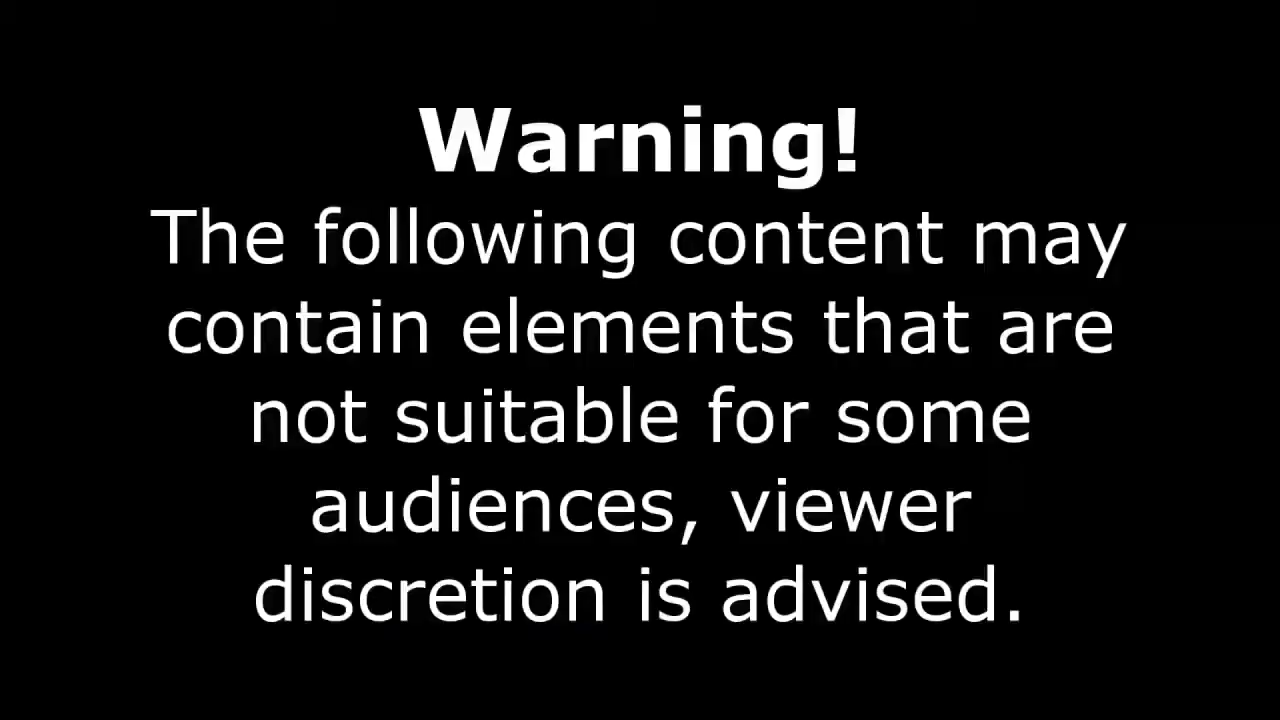 Warning!
The following content may
contain elements that are
not suitable for some
audiences, viewer
discretion is advised.